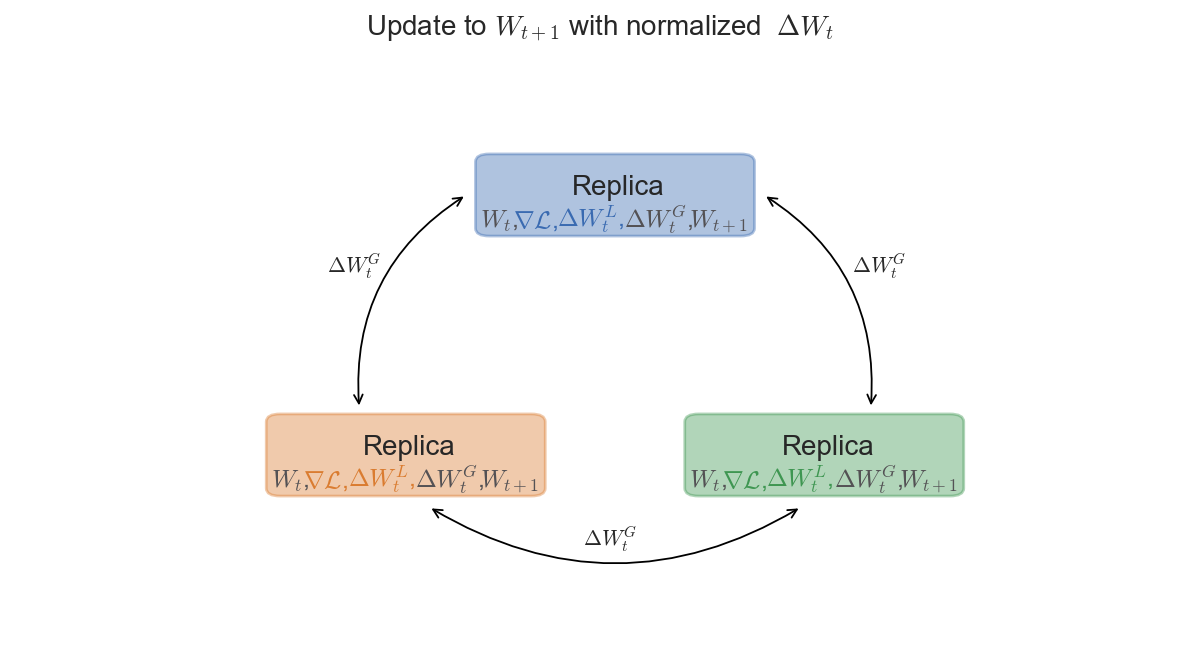 Update to $W_{t+1}$ with normalized $\Delta W_t$
Replica
$W_t, \nabla\mathcal{L}, \Delta W_t^L, \Delta W_t^G, W_{t+1}$
$\Delta W_t^G$
$\Delta W_t^G$
Replica
$W_t, \nabla\mathcal{L}, \Delta W_t^L, \Delta W_t^G, W_{t+1}$
Replica
$W_t, \nabla\mathcal{L}, \Delta W_t^L, \Delta W_t^G, W_{t+1}$
$\Delta W_t^G$